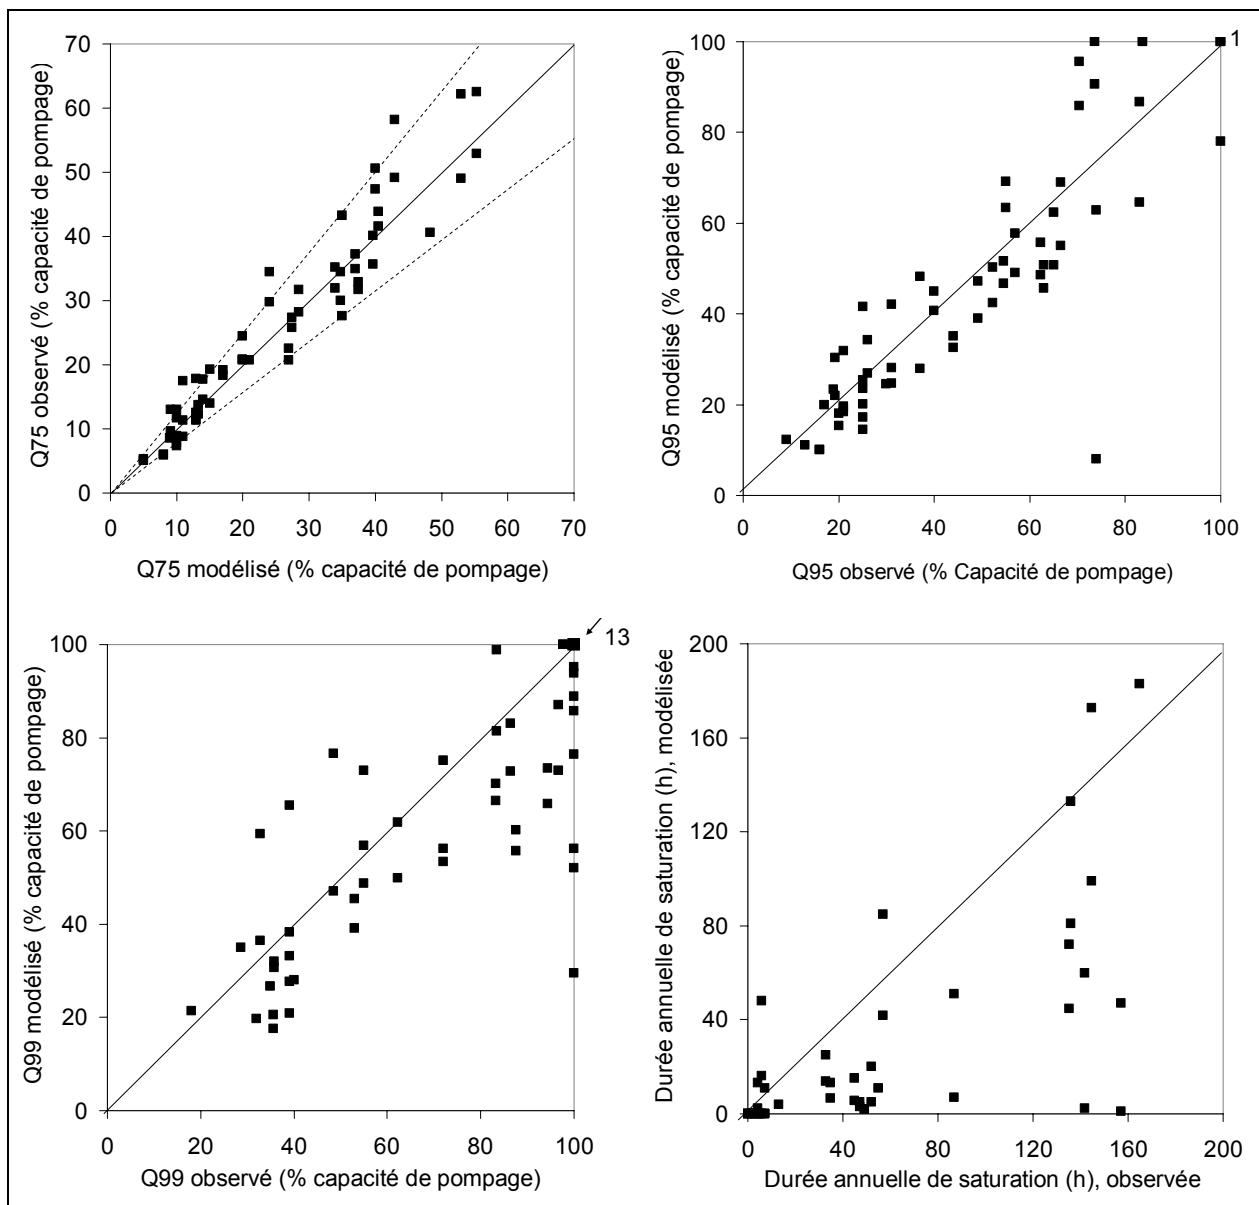 70
60
50
40
30
20
10
0
0 10 20 30 40 50 60 70
Q75 observé (% capacité de pompage)
Q75 modélisé (% capacité de pompage)
1
100
80
60
40
20
0
0 20 40 60 80 100
Q95 modélisé (% capacité de pompage)
Q95 observé (% Capacité de pompage)
13
100
80
60
40
20
0
0 20 40 60 80 100
Q99 modélisé (% capacité de pompage)
Q99 observé (% capacité de pompage)
200
160
120
80
40
0
0 40 80 120 160 200
Durée annuelle de saturation (h), modélisée
Durée annuelle de saturation (h), observée